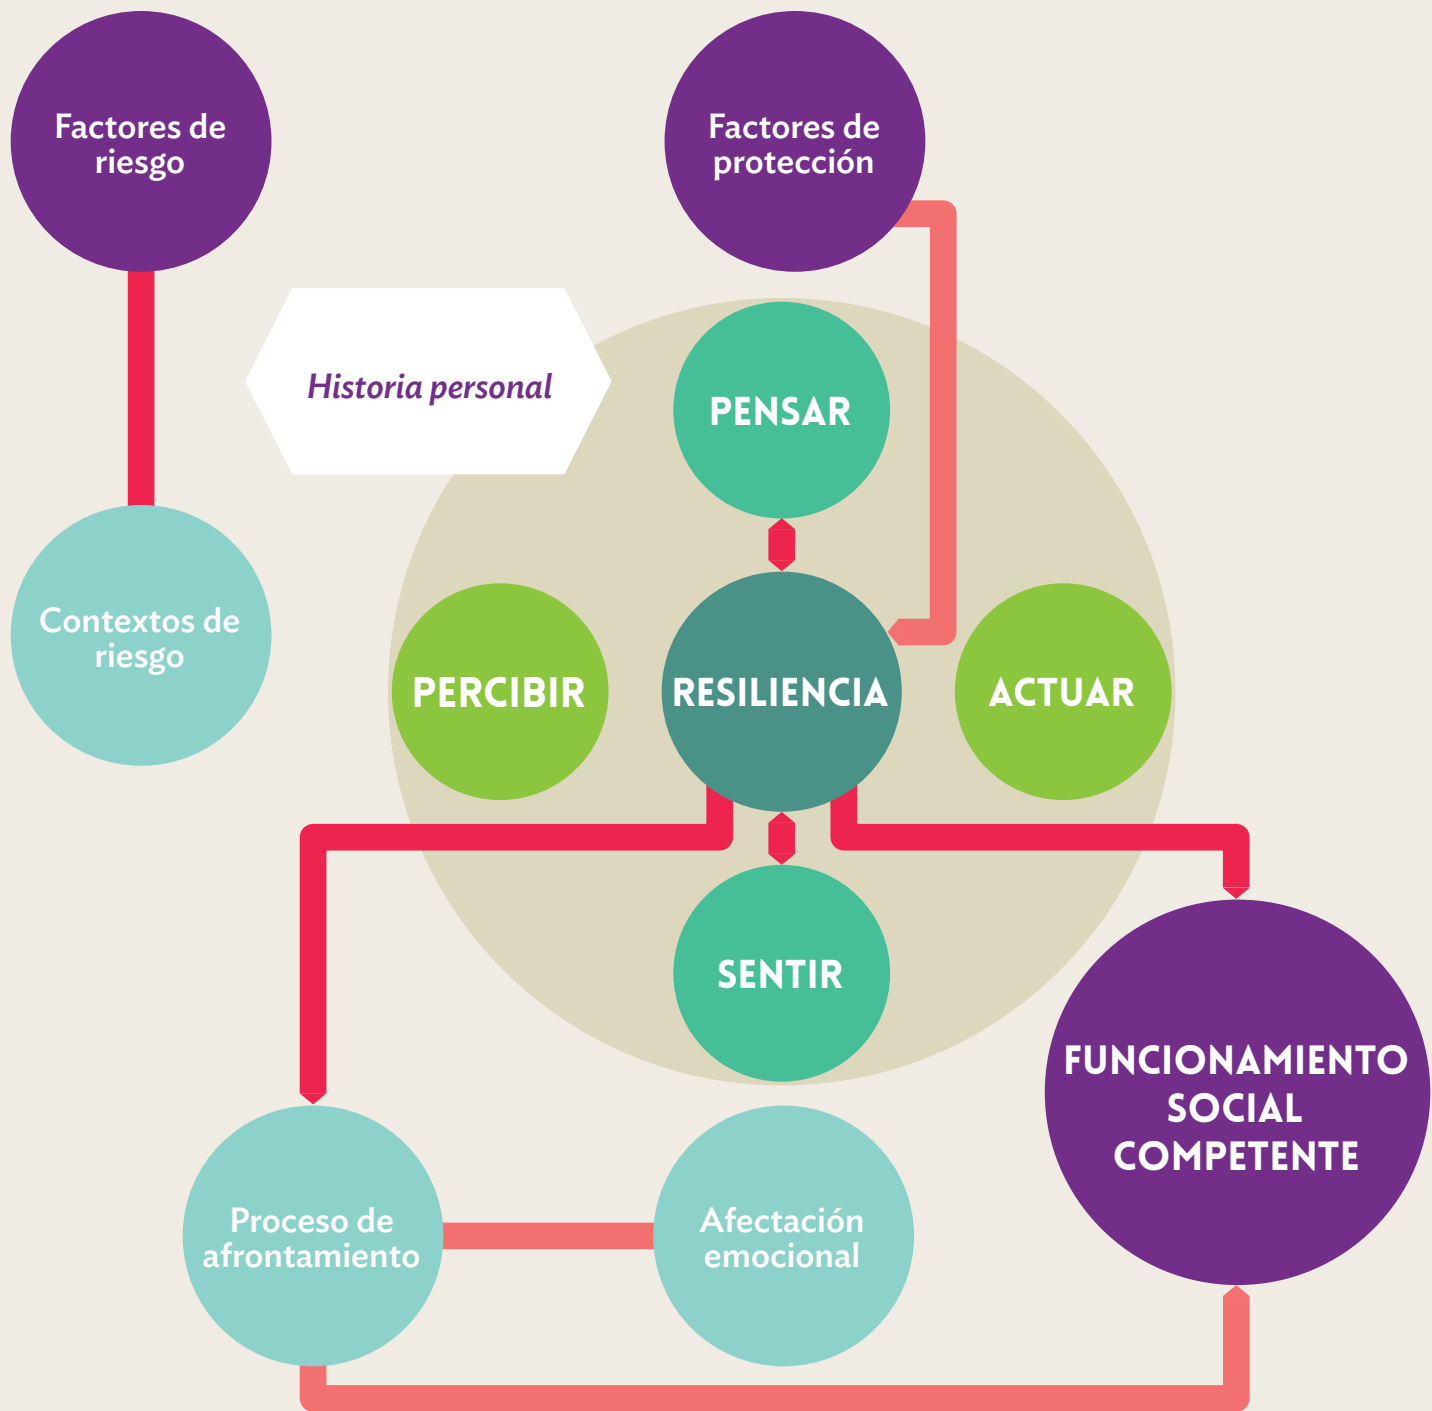 Factores de
riesgo
Factores de
protección
Historia personal
PENSAR
Contextos de
riesgo
PERCIBIR
RESILIENCIA
ACTUAR
SENTIR
FUNCIONAMIENTO
SOCIAL
COMPETENTE
Proceso de
afrontamiento
Afectación
emocional